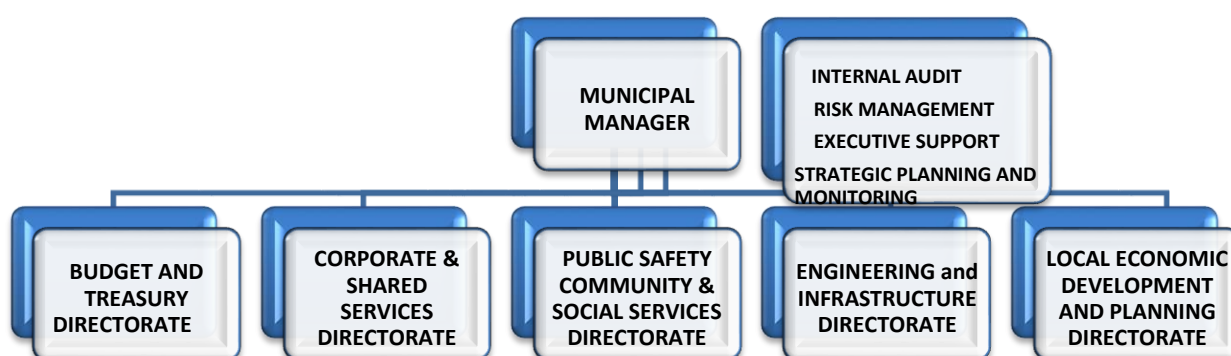 MUNICIPAL
MANAGER
INTERNAL AUDIT
RISK MANAGEMENT
EXECUTIVE SUPPORT
STRATEGIC PLANNING AND
MONITORING
BUDGET AND
TREASURY
DIRECTORATE
CORPORATE &
SHARED
SERVICES
DIRECTORATE
PUBLIC SAFETY
COMMUNITY &
SOCIAL SERVICES
DIRECTORATE
ENGINEERING and
INFRASTRUCTURE
DIRECTORATE
LOCAL ECONOMIC
DEVELOPMENT
AND PLANNING
DIRECTORATE